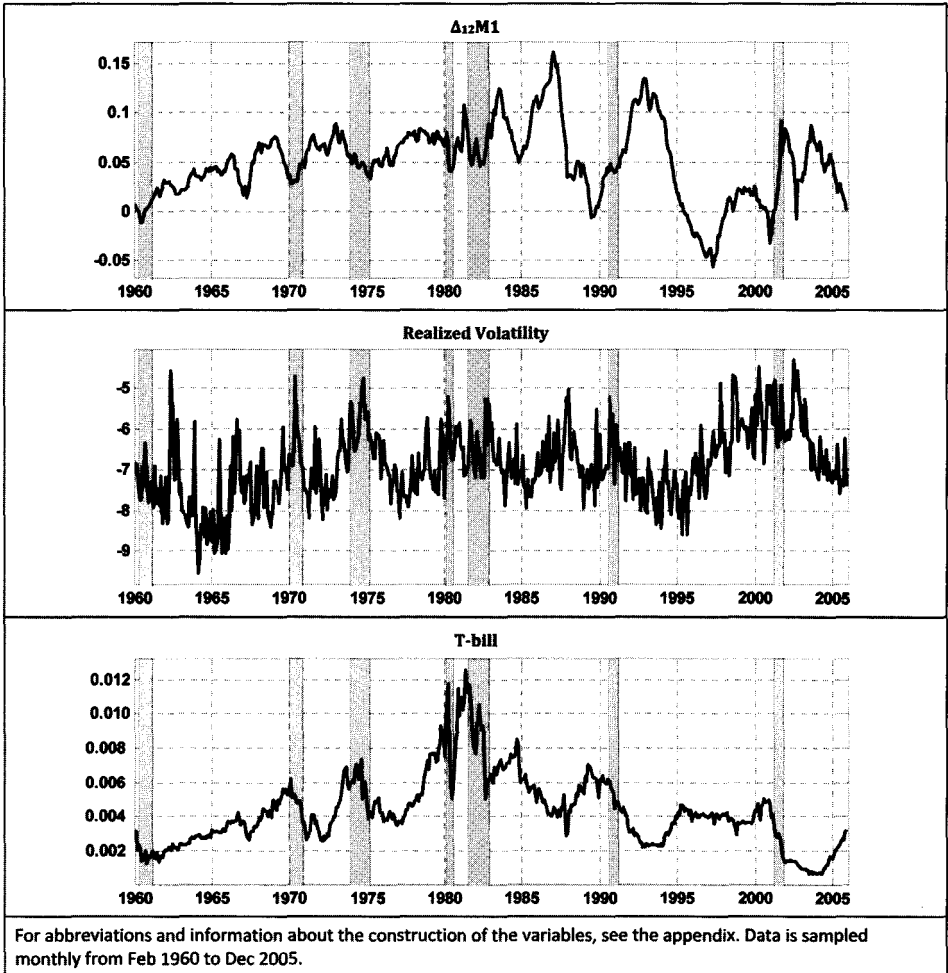 Δ₁₂M1
0.15
0.1
0.05
0
-0.05
1960 1965 1970 1975 1980 1985 1990 1995 2000 2005
Realized Volatility
-5
-6
-7
-8
-9
1960 1965 1970 1975 1980 1985 1990 1995 2000 2005
T-bill
0.012
0.010
0.008
0.006
0.004
0.002
1960 1965 1970 1975 1980 1985 1990 1995 2000 2005
For abbreviations and information about the construction of the variables, see the appendix. Data is sampled
monthly from Feb 1960 to Dec 2005.